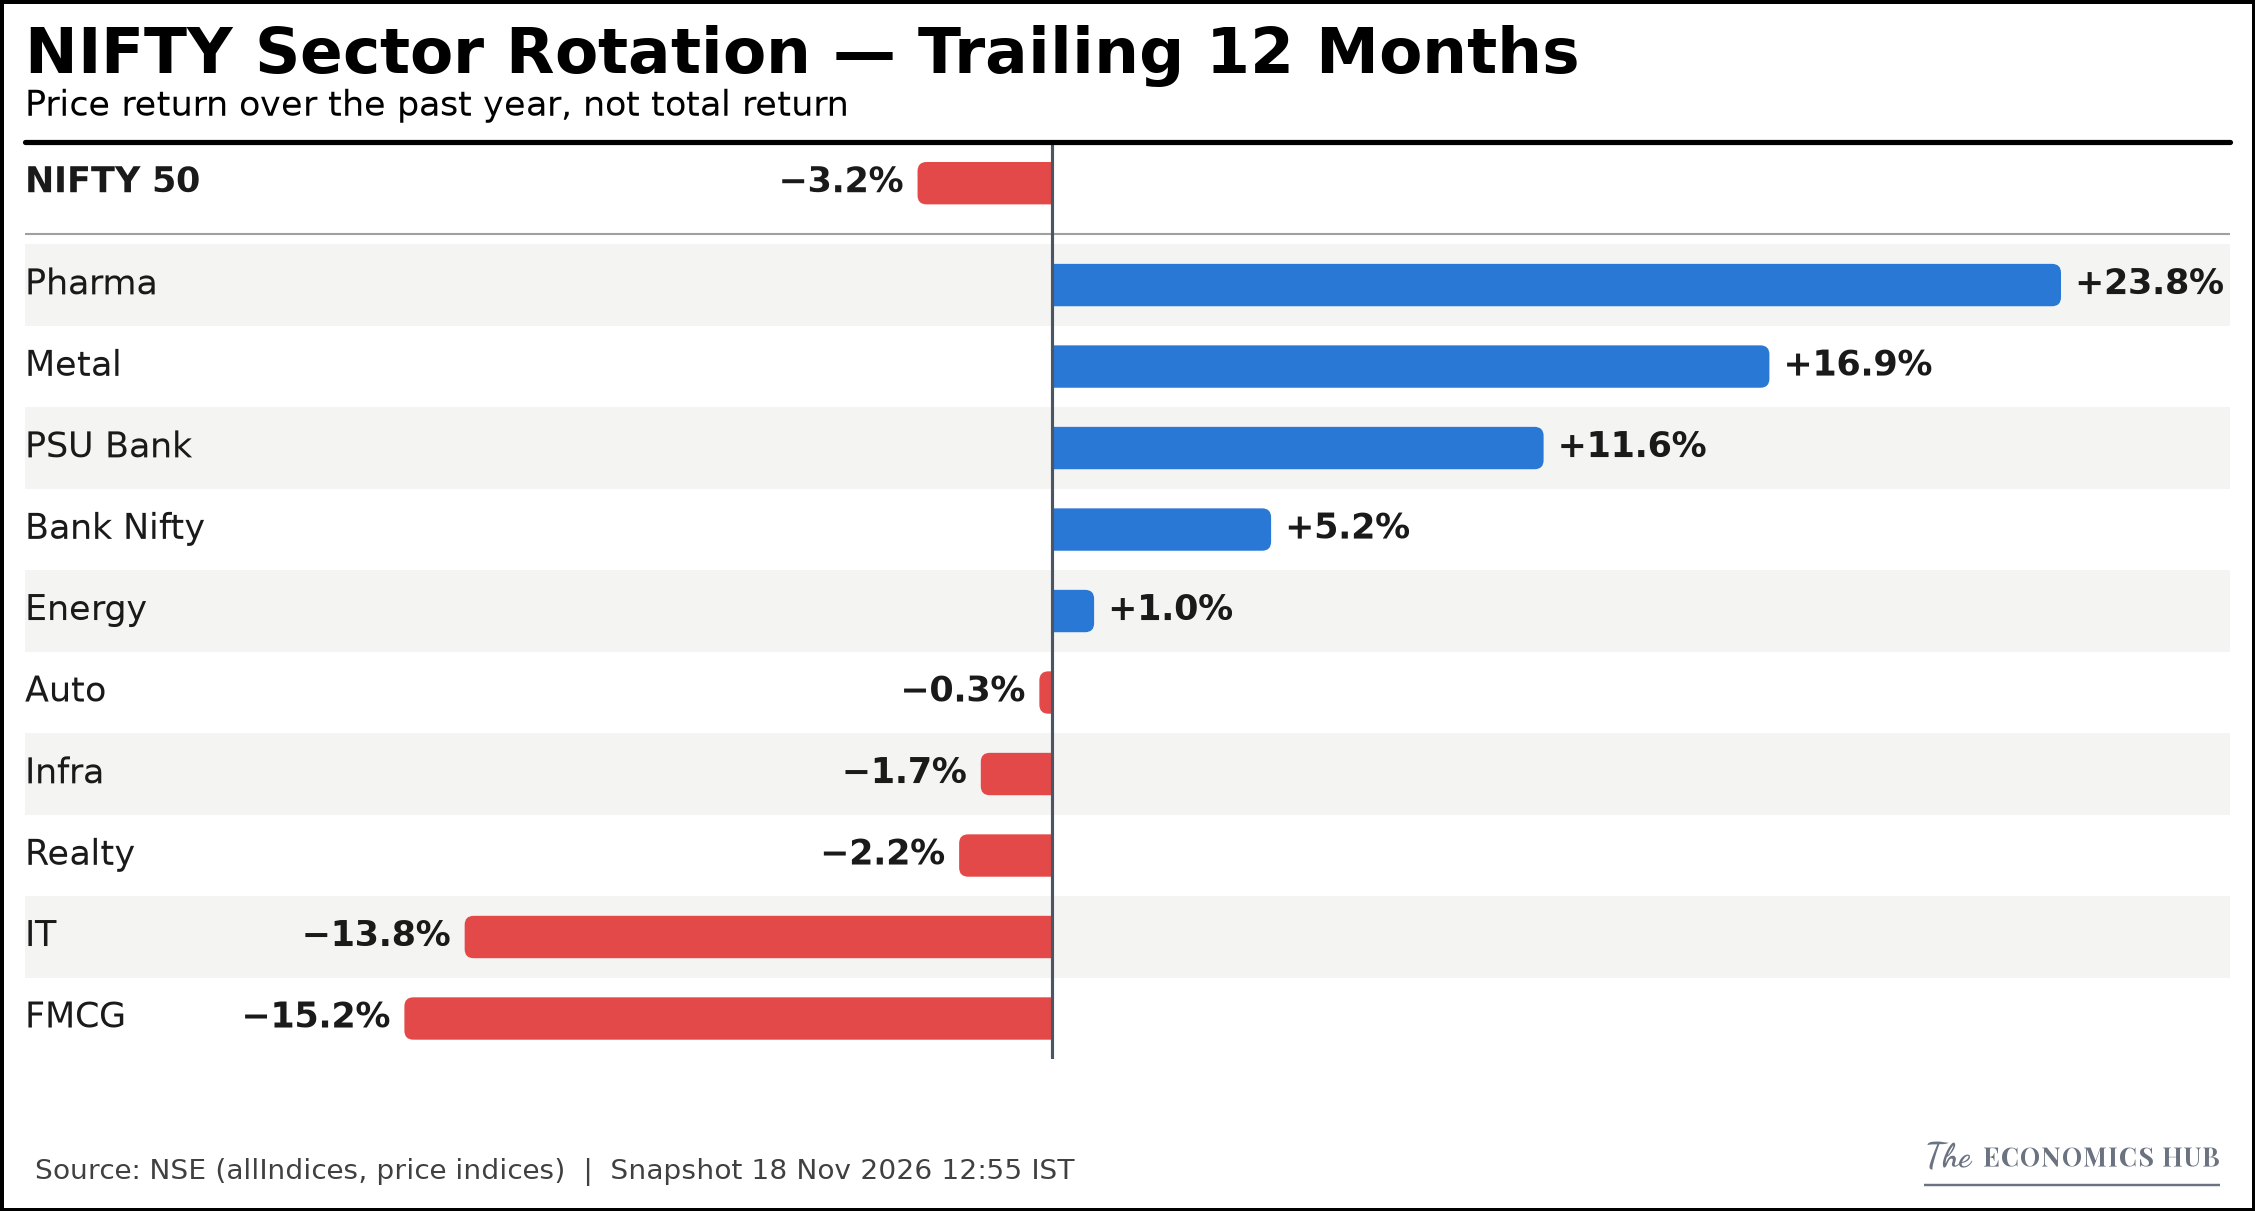 NIFTY Sector Rotation — Trailing 12 Months
Price return over the past year, not total return
NIFTY 50 −3.2%
Pharma +23.8%
Metal +16.9%
PSU Bank +11.6%
Bank Nifty +5.2%
Energy +1.0%
Auto −0.3%
Infra −1.7%
Realty −2.2%
IT −13.8%
FMCG −15.2%
Source: NSE (allIndices, price indices) | Snapshot 18 Nov 2026 12:55 IST
The ECONOMICS HUB